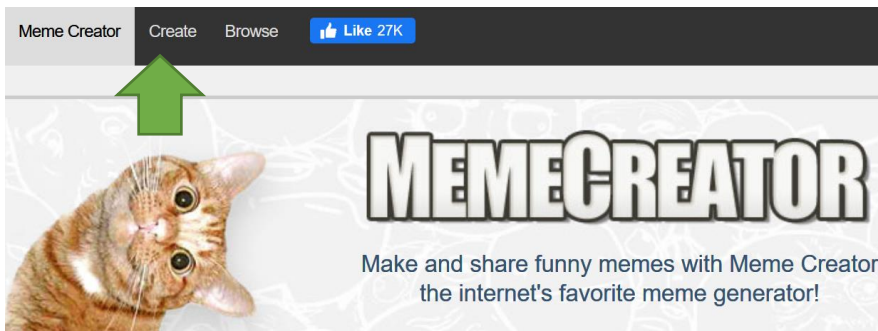 Meme Creator Create Browse Like 27K
MEMECREATOR
Make and share funny memes with Meme Creator
the internet's favorite meme generator!